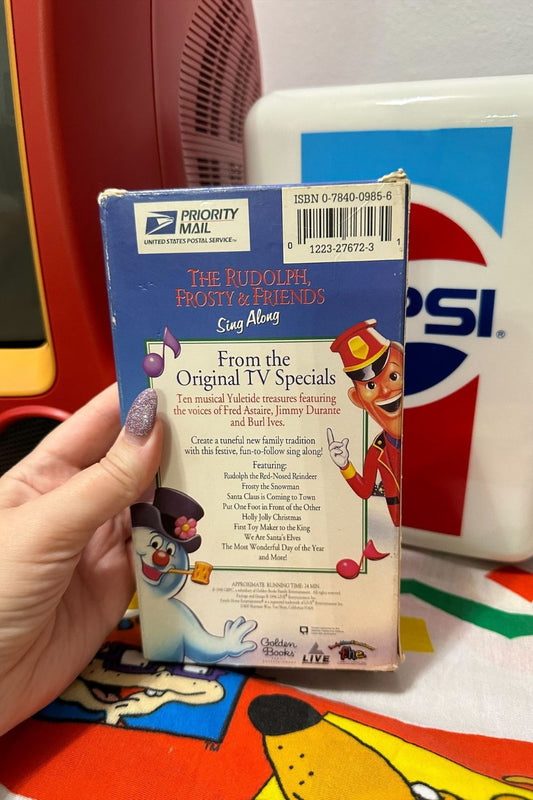 PRIORITY
MAIL
UNITED STATES POSTAL SERVICE™
ISBN 0-7840-0985-6
0 1223-27672-3 1
THE RUDOLPH,
FROSTY & FRIENDS
Sing Along
From the
Original TV Specials
Ten musical Yuletide treasures featuring
the voices of Fred Astaire, Jimmy Durante
and Burl Ives.
Create a tuneful new family tradition
with this festive, fun-to-follow sing along!
Featuring:
Rudolph the Red-Nosed Reindeer
Frosty the Snowman
Santa Claus is Coming to Town
Put One Foot in Front of the Other
Holly Jolly Christmas
First Toy Maker to the King
We Are Santa's Elves
The Most Wonderful Day of the Year
and More!
APPROXIMATE RUNNING TIME: 24 MIN.
Golden
Books
LIVE
PSI
®
TM